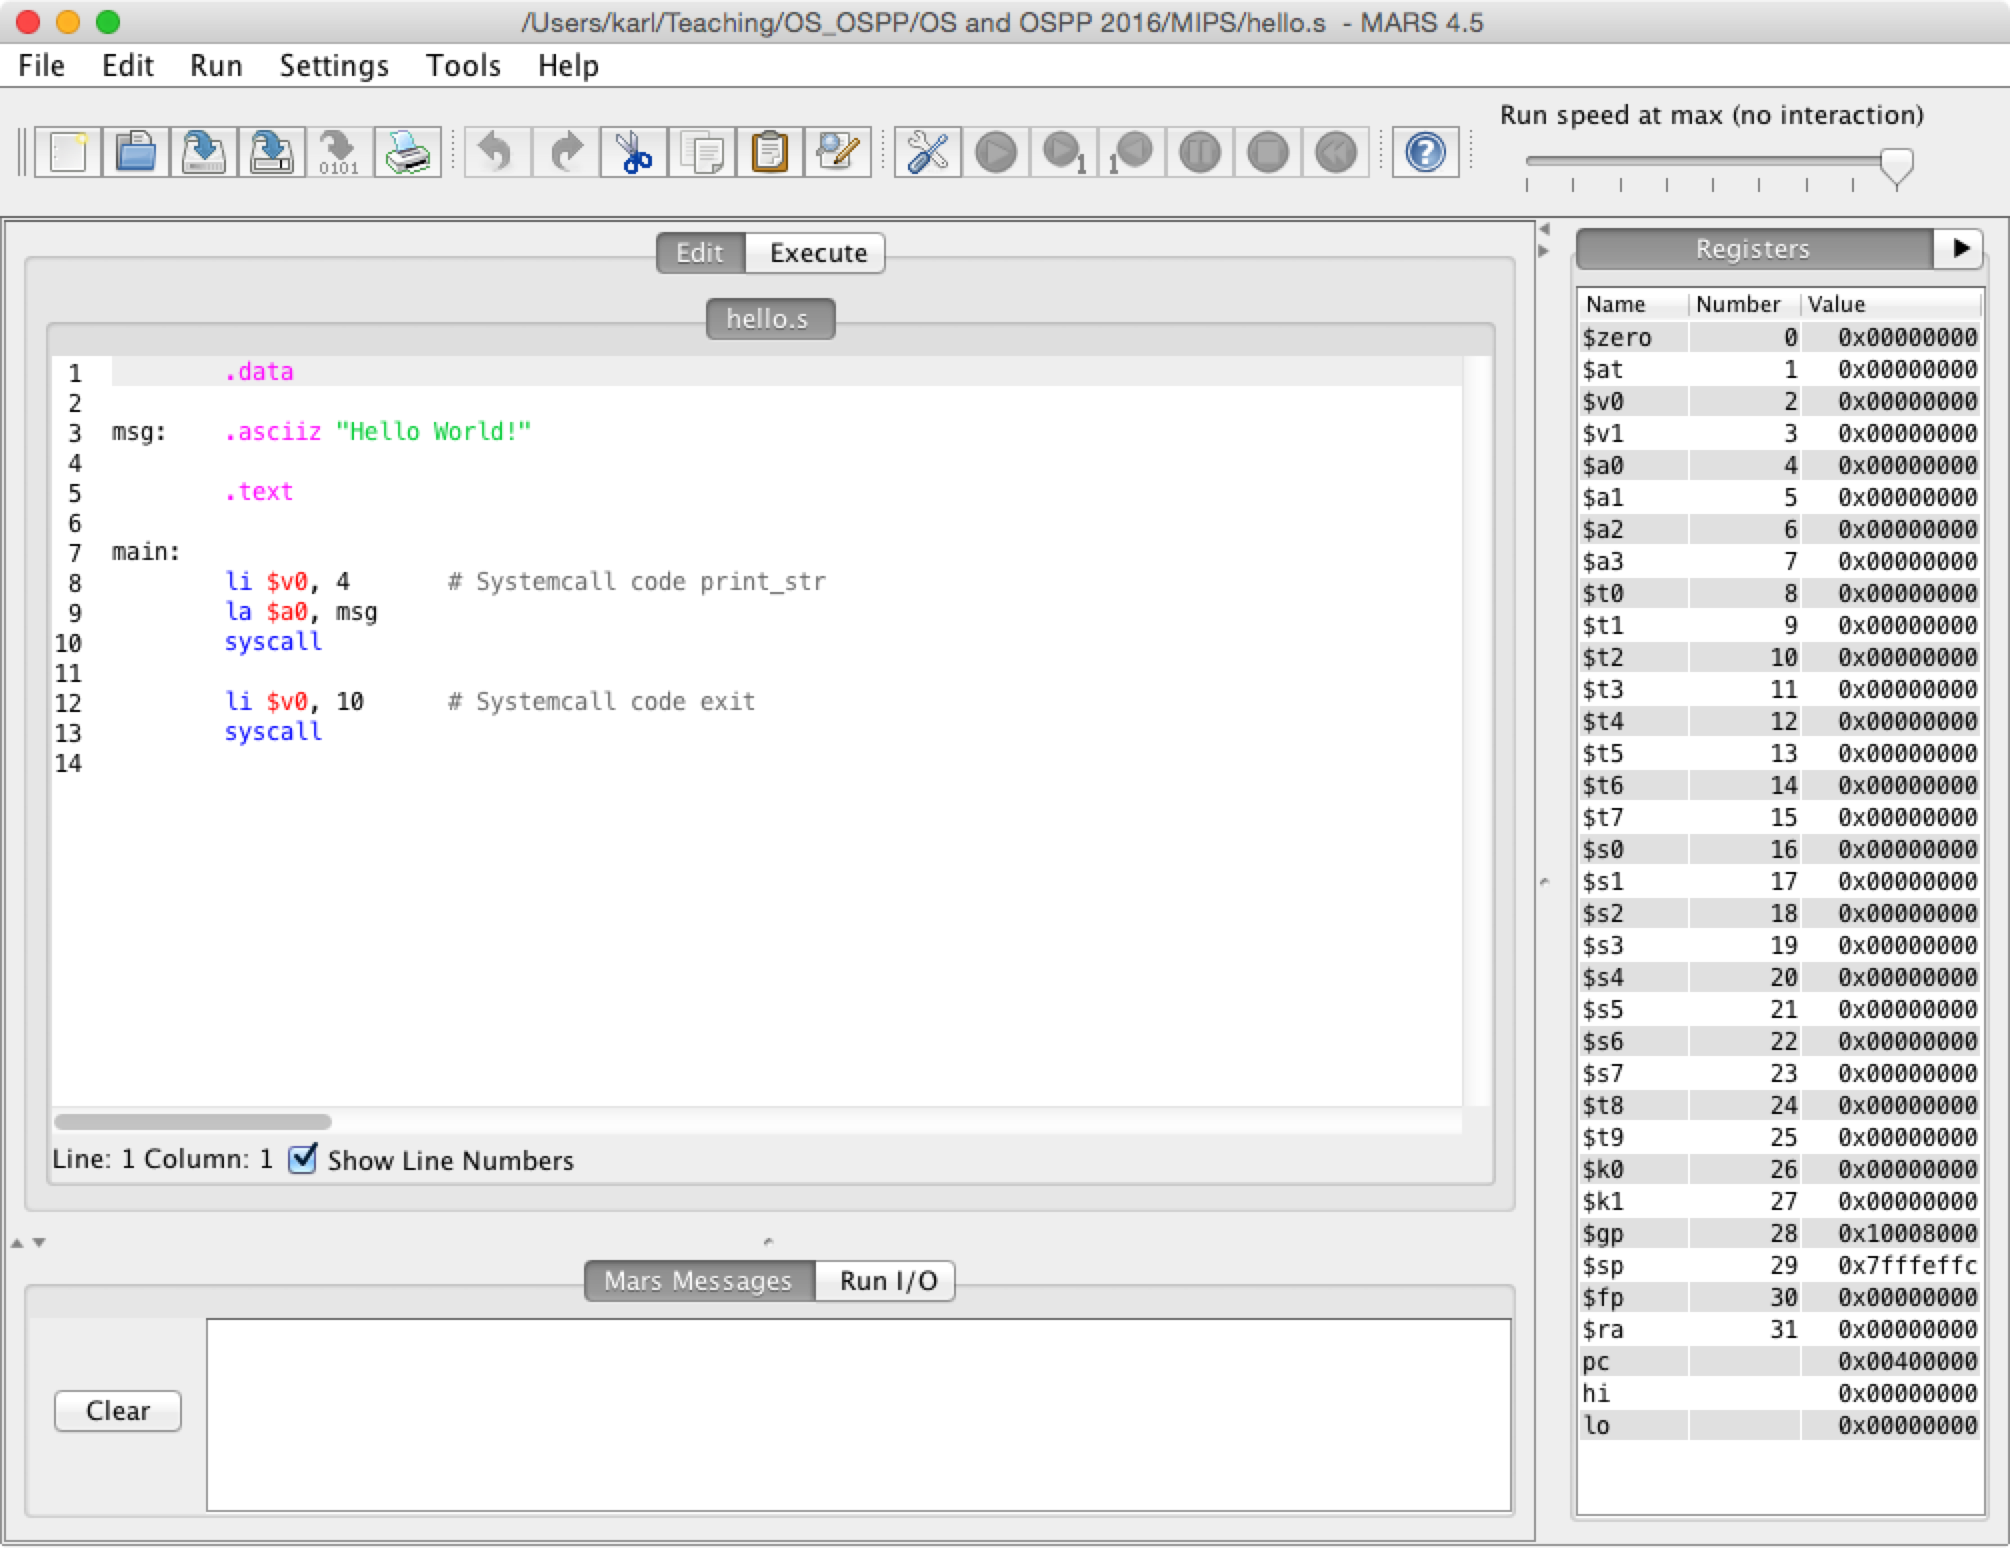 /Users/karl/Teaching/OS_OSPP/OS and OSPP 2016/MIPS/hello.s - MARS 4.5
File Edit Run Settings Tools Help
Run speed at max (no interaction)
0101
1 1
?
Edit Execute
hello.s
1 .data
2
3 msg: .asciiz "Hello World!"
4
5 .text
6
7 main:
8 li $v0, 4 # Systemcall code print_str
9 la $a0, msg
10 syscall
11
12 li $v0, 10 # Systemcall code exit
13 syscall
14
Line: 1 Column: 1 Show Line Numbers
Mars Messages Run I/O
Clear
Registers
Name Number Value
$zero 0 0x00000000
$at 1 0x00000000
$v0 2 0x00000000
$v1 3 0x00000000
$a0 4 0x00000000
$a1 5 0x00000000
$a2 6 0x00000000
$a3 7 0x00000000
$t0 8 0x00000000
$t1 9 0x00000000
$t2 10 0x00000000
$t3 11 0x00000000
$t4 12 0x00000000
$t5 13 0x00000000
$t6 14 0x00000000
$t7 15 0x00000000
$s0 16 0x00000000
$s1 17 0x00000000
$s2 18 0x00000000
$s3 19 0x00000000
$s4 20 0x00000000
$s5 21 0x00000000
$s6 22 0x00000000
$s7 23 0x00000000
$t8 24 0x00000000
$t9 25 0x00000000
$k0 26 0x00000000
$k1 27 0x00000000
$gp 28 0x10008000
$sp 29 0x7fffeffc
$fp 30 0x00000000
$ra 31 0x00000000
pc 0x00400000
hi 0x00000000
lo 0x00000000